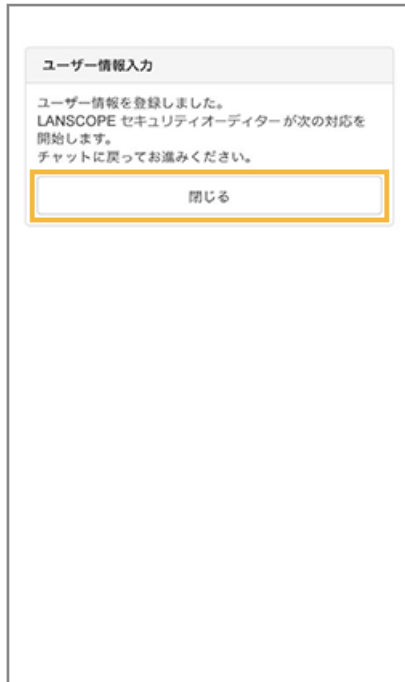 ユーザー情報入力
ユーザー情報を登録しました。
LANSCOPE セキュリティオーディター が次の対応を
開始します。
チャットに戻ってお進みください。
閉じる